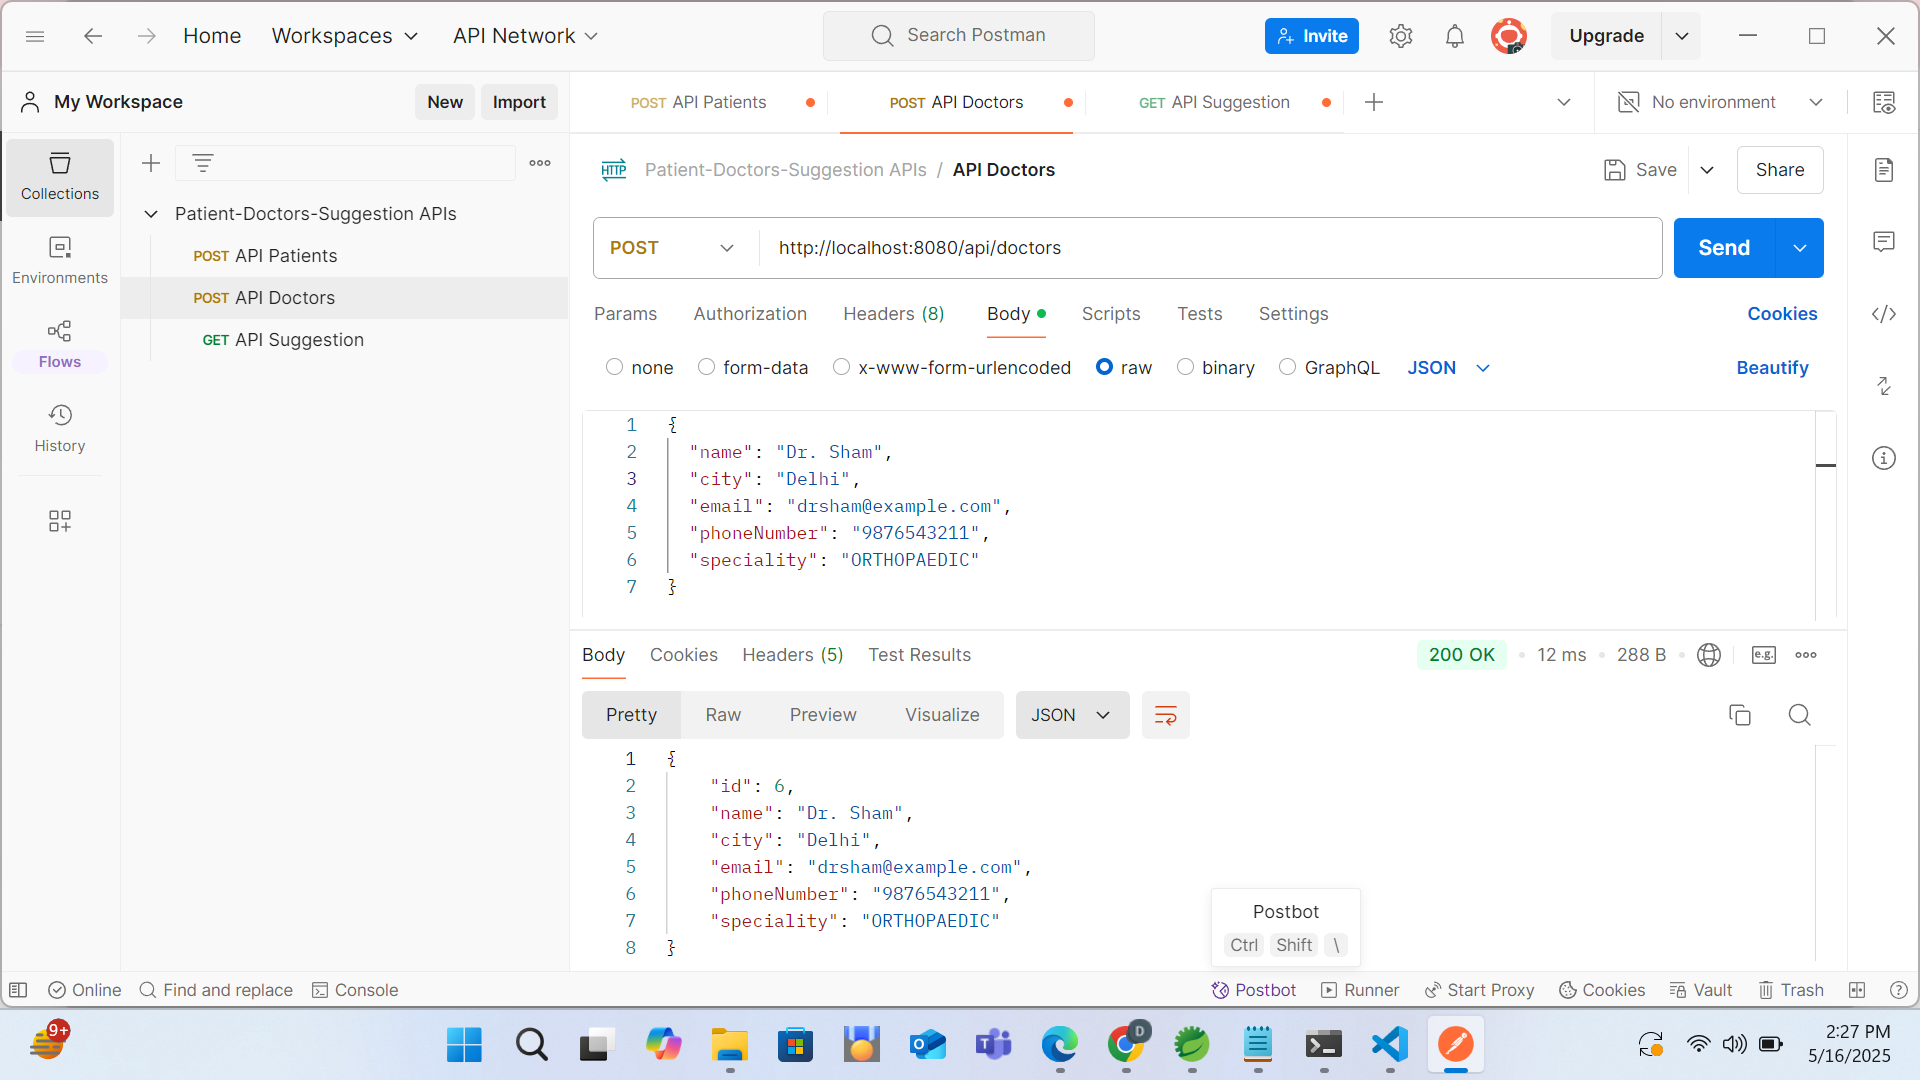 Home Workspaces API Network Search Postman Invite Upgrade
My Workspace New Import POST API Patients POST API Doctors GET API Suggestion No environment
Collections
Environments
Flows
History
Patient-Doctors-Suggestion APIs
POST API Patients
POST API Doctors
GET API Suggestion
HTTP Patient-Doctors-Suggestion APIs / API Doctors Save Share
POST http://localhost:8080/api/doctors Send
Params Authorization Headers (8) Body Scripts Tests Settings Cookies
none form-data x-www-form-urlencoded raw binary GraphQL JSON Beautify
1 {
2 "name": "Dr. Sham",
3 "city": "Delhi",
4 "email": "drsham@example.com",
5 "phoneNumber": "9876543211",
6 "speciality": "ORTHOPAEDIC"
7 }
Body Cookies Headers (5) Test Results 200 OK 12 ms 288 B e.g.
Pretty Raw Preview Visualize JSON
1 {
2 "id": 6,
3 "name": "Dr. Sham",
4 "city": "Delhi",
5 "email": "drsham@example.com",
6 "phoneNumber": "9876543211",
7 "speciality": "ORTHOPAEDIC"
8 }
Postbot
Ctrl Shift \
Online Find and replace Console Postbot Runner Start Proxy Cookies Vault Trash
9+ D 2:27 PM
5/16/2025